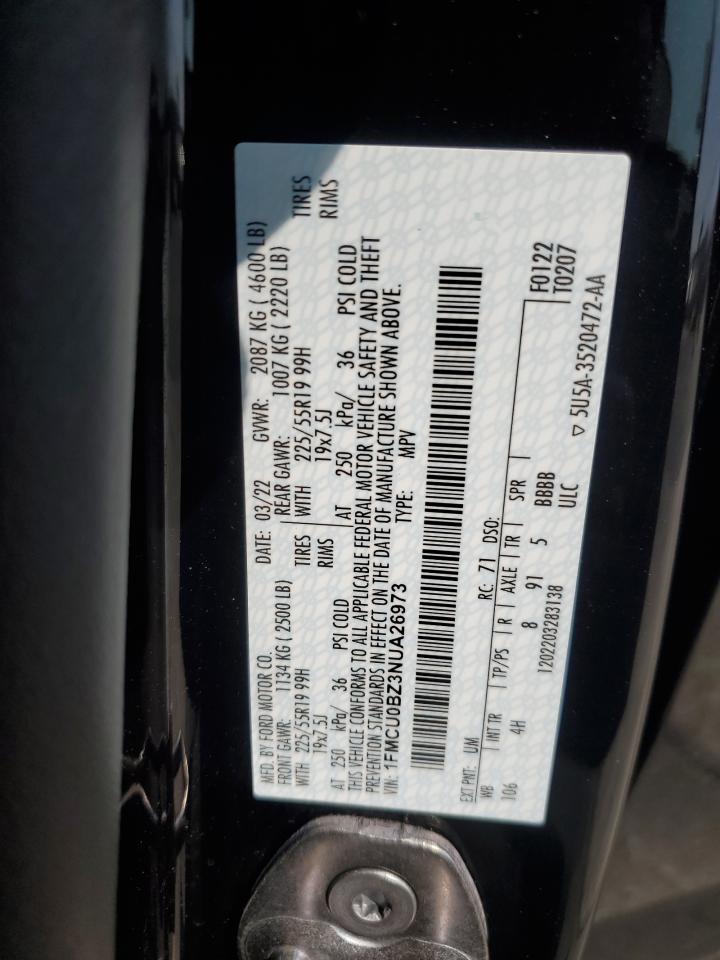 MFD. BY FORD MOTOR CO.
DATE: 03/22 GVWR: 2087 KG ( 4600 LB)
FRONT GAWR: 1134 KG ( 2500 LB) REAR GAWR: 1007 KG ( 2220 LB)
WITH 225/55R19 99H TIRES WITH 225/55R19 99H TIRES
19x7.5J RIMS 19x7.5J RIMS
AT 250 kPa/ 36 PSI COLD AT 250 kPa/ 36 PSI COLD
THIS VEHICLE CONFORMS TO ALL APPLICABLE FEDERAL MOTOR VEHICLE SAFETY AND THEFT
PREVENTION STANDARDS IN EFFECT ON THE DATE OF MANUFACTURE SHOWN ABOVE.
VIN: 1FMCU0BZ3NUA26973 TYPE: MPV
EXT PNT: UM RC: 71 DSO:
WB INT TR TP/PS R AXLE TR SPR F0122
106 4H 8 91 5 BBBB T0207
1202203283138 ULC ▽ 5U5A-3520472-AA